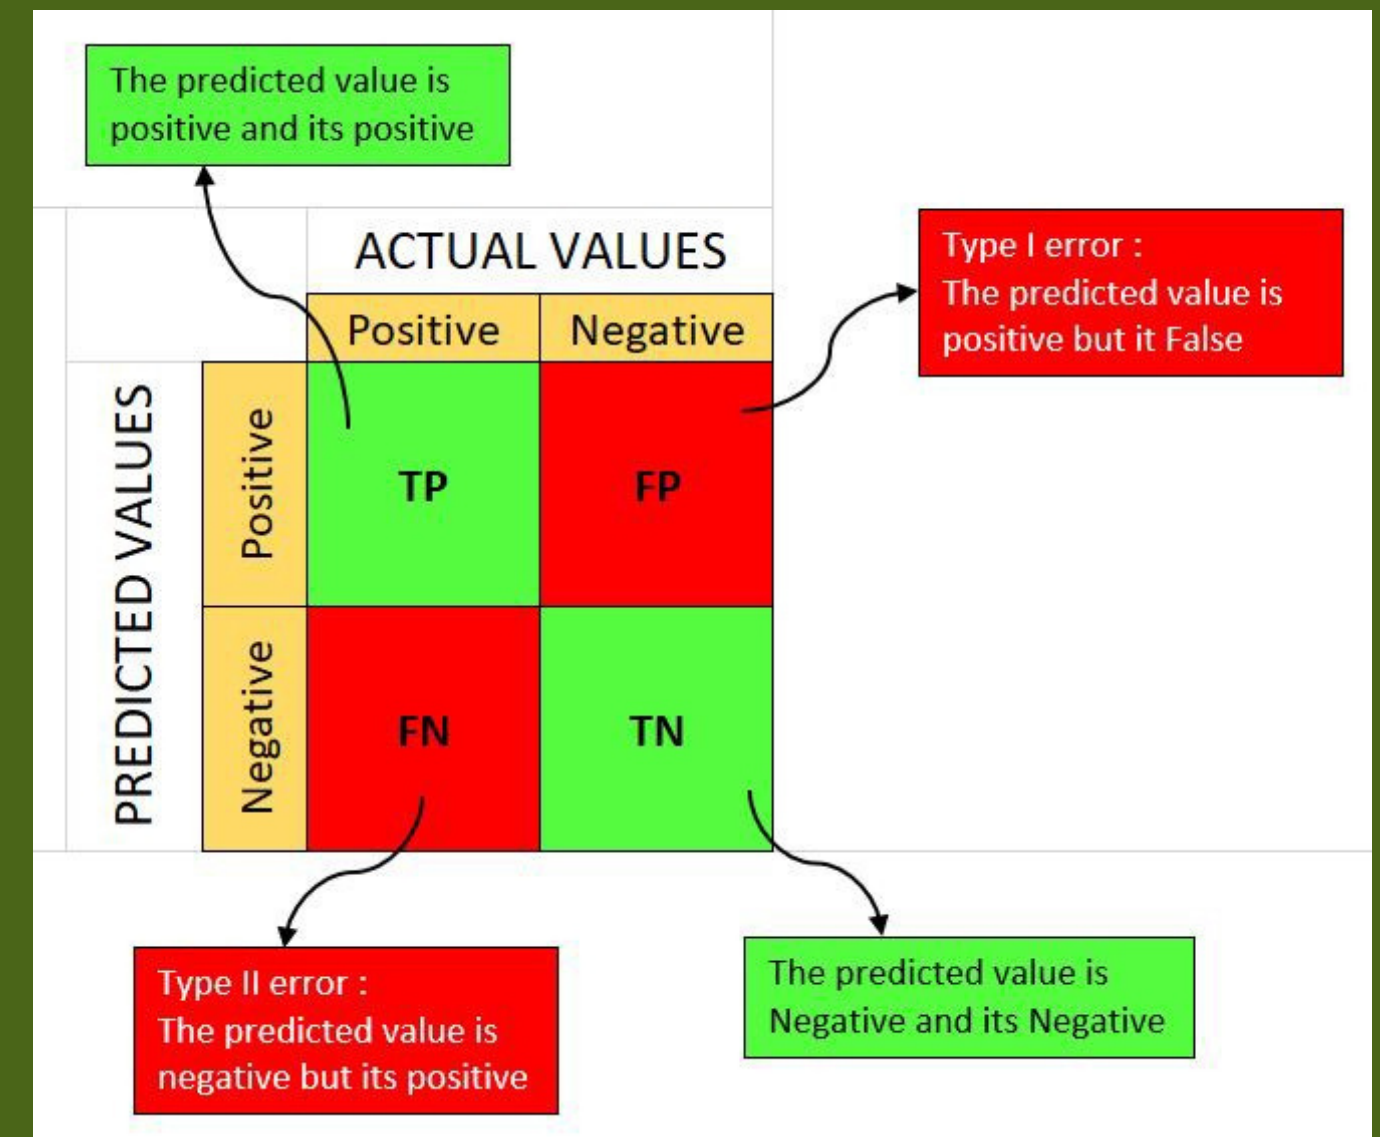 The predicted value is
positive and its positive
ACTUAL VALUES
Type I error :
The predicted value is
positive but it False
Positive
Negative
PREDICTED VALUES
Positive
TP
FP
Negative
FN
TN
Type II error :
The predicted value is
negative but its positive
The predicted value is
Negative and its Negative